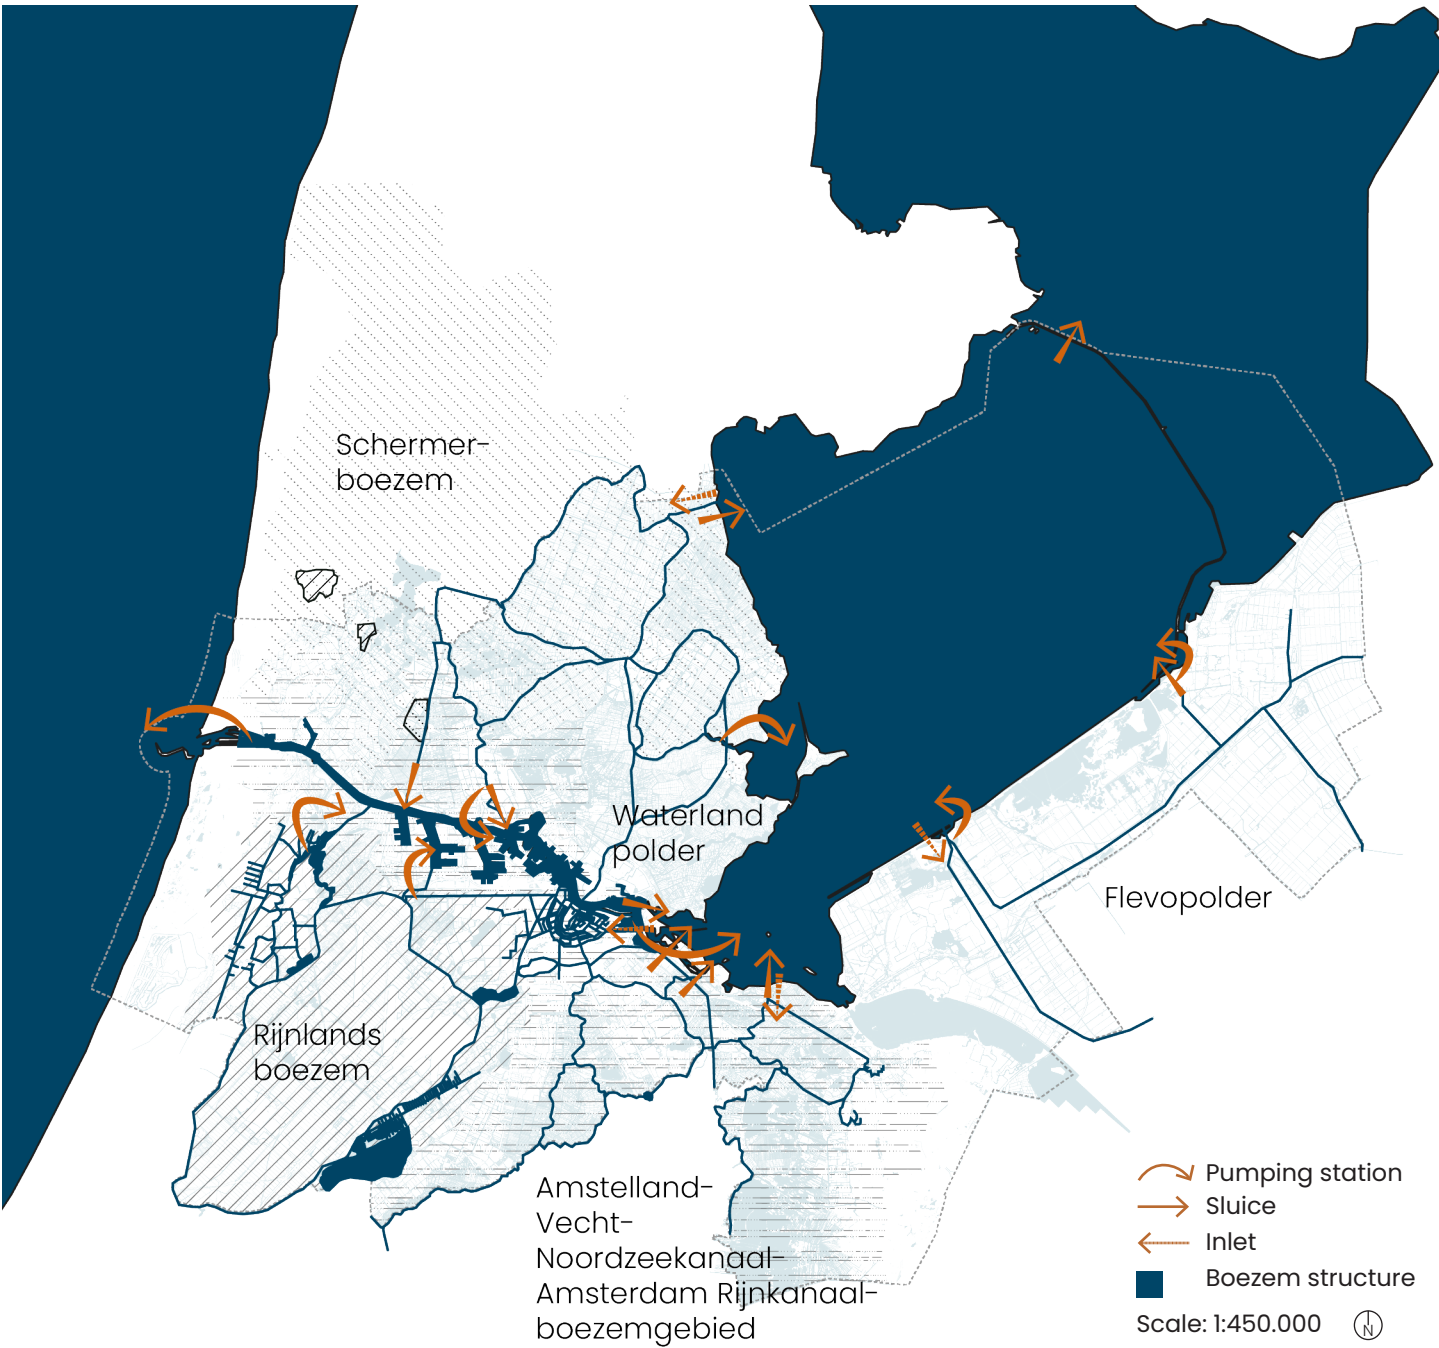 Schermer-
boezem
Waterland
polder
Flevopolder
Rijnlands
boezem
Amstelland-
Vecht-
Noordzeekanaal-
Amsterdam Rijnkanaal-
boezemgebied
Pumping station
Sluice
Inlet
Boezem structure
Scale: 1:450.000
N